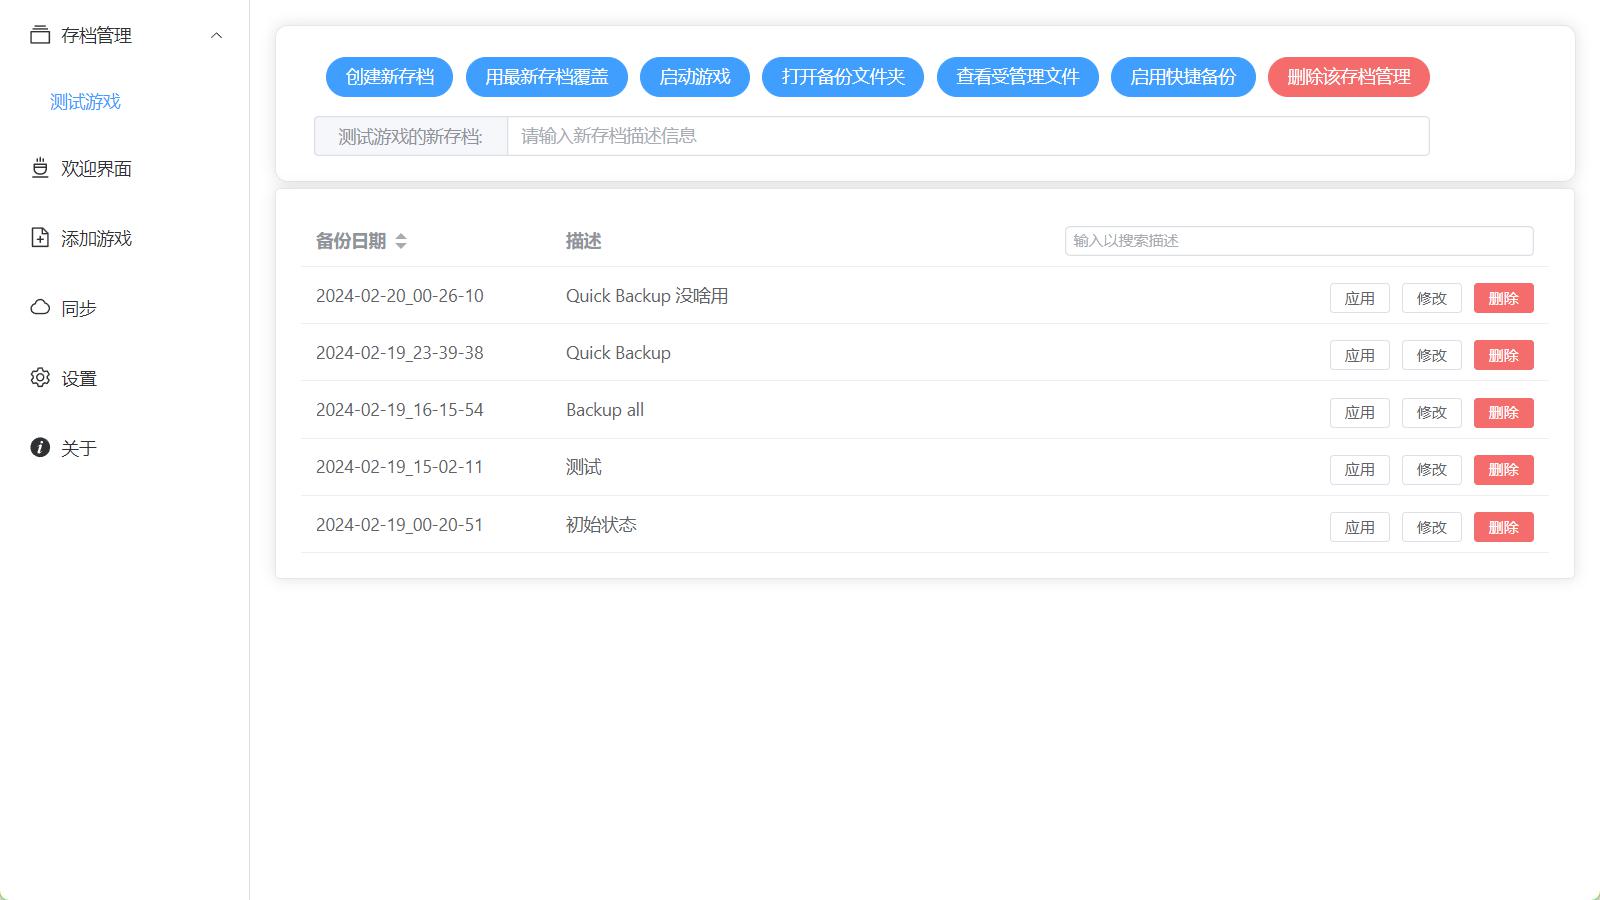 存档管理
测试游戏
欢迎界面
添加游戏
同步
设置
关于
创建新存档 用最新存档覆盖 启动游戏 打开备份文件夹 查看受管理文件 启用快捷备份 删除该存档管理
测试游戏的新存档: 请输入新存档描述信息
备份日期 描述 输入以搜索描述
2024-02-20_00-26-10 Quick Backup 没啥用 应用 修改 删除
2024-02-19_23-39-38 Quick Backup 应用 修改 删除
2024-02-19_16-15-54 Backup all 应用 修改 删除
2024-02-19_15-02-11 测试 应用 修改 删除
2024-02-19_00-20-51 初始状态 应用 修改 删除